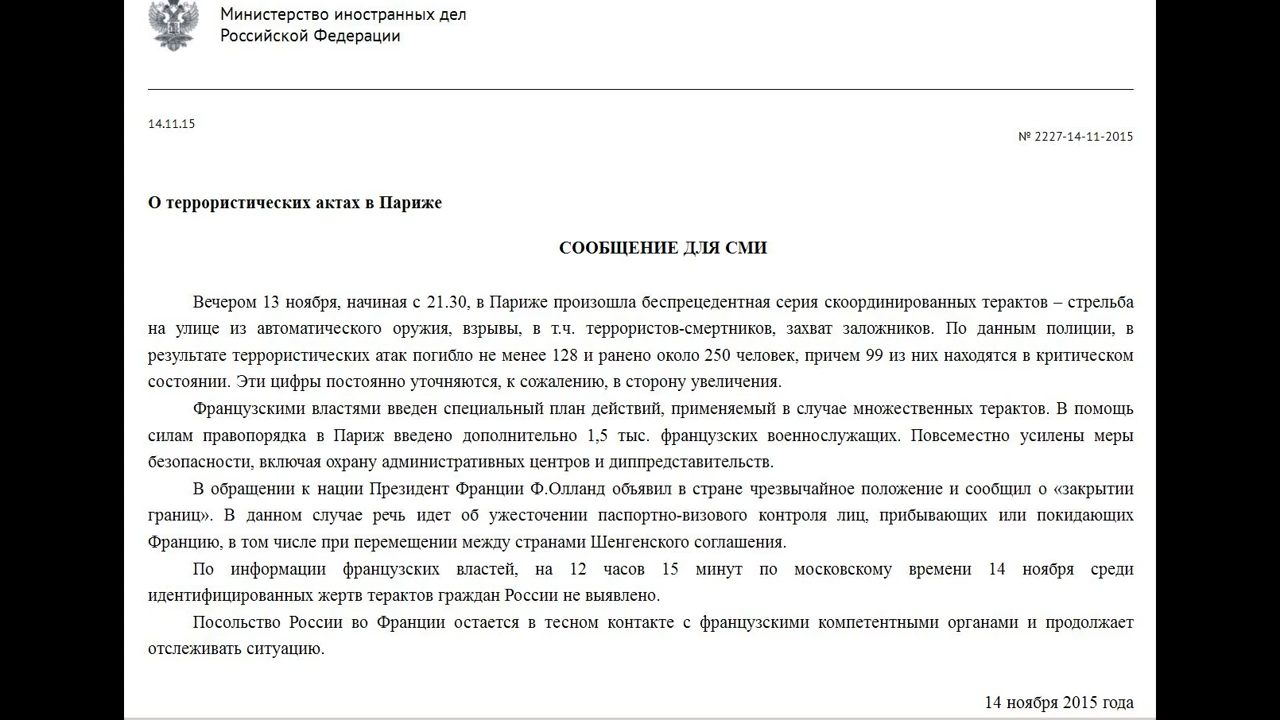 Министерство иностранных дел
Российской Федерации
14.11.15
№ 2227-14-11-2015
О террористических актах в Париже
СООБЩЕНИЕ ДЛЯ СМИ
Вечером 13 ноября, начиная с 21.30, в Париже произошла беспрецедентная серия скоординированных терактов – стрельба
на улице из автоматического оружия, взрывы, в т.ч. террористов-смертников, захват заложников. По данным полиции, в
результате террористических атак погибло не менее 128 и ранено около 250 человек, причем 99 из них находятся в критическом
состоянии. Эти цифры постоянно уточняются, к сожалению, в сторону увеличения.
Французскими властями введен специальный план действий, применяемый в случае множественных терактов. В помощь
силам правопорядка в Париж введено дополнительно 1,5 тыс. французских военнослужащих. Повсеместно усилены меры
безопасности, включая охрану административных центров и диппредставительств.
В обращении к нации Президент Франции Ф.Олланд объявил в стране чрезвычайное положение и сообщил о «закрытии
границ». В данном случае речь идет об ужесточении паспортно-визового контроля лиц, прибывающих или покидающих
Францию, в том числе при перемещении между странами Шенгенского соглашения.
По информации французских властей, на 12 часов 15 минут по московскому времени 14 ноября среди
идентифицированных жертв терактов граждан России не выявлено.
Посольство России во Франции остается в тесном контакте с французскими компетентными органами и продолжает
отслеживать ситуацию.
14 ноября 2015 года